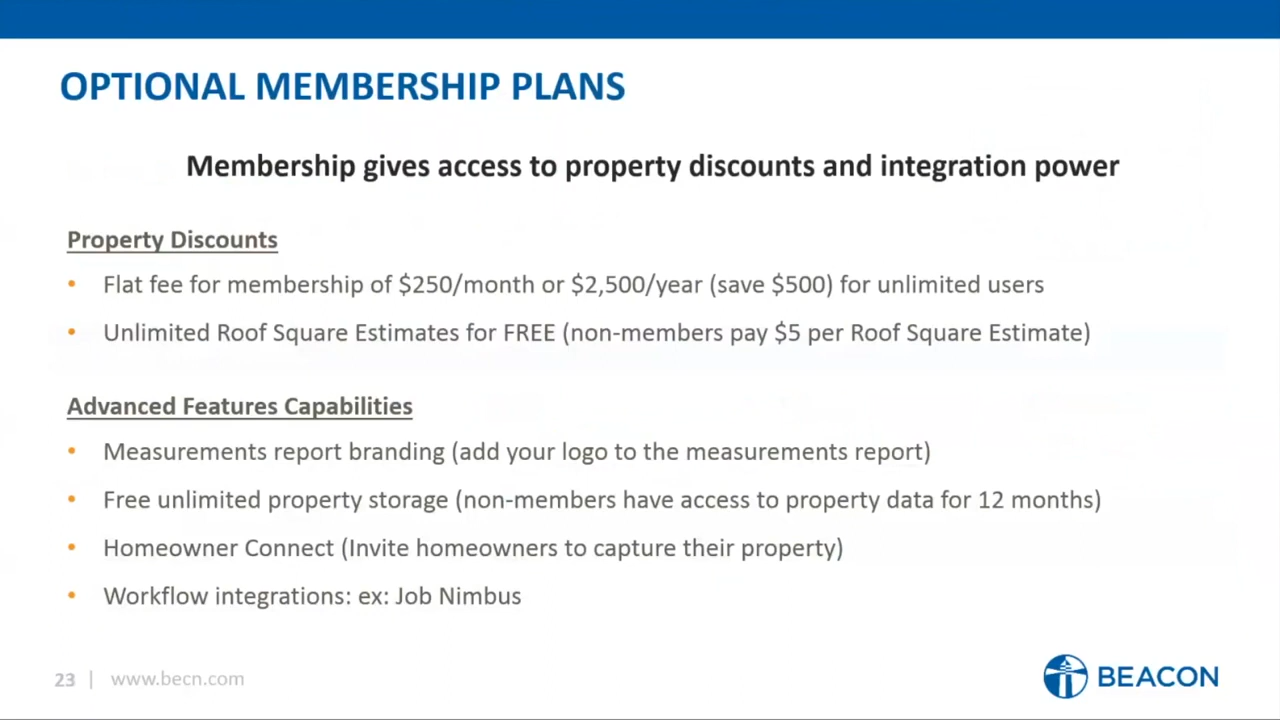 OPTIONAL MEMBERSHIP PLANS
Membership gives access to property discounts and integration power
Property Discounts
• Flat fee for membership of $250/month or $2,500/year (save $500) for unlimited users
• Unlimited Roof Square Estimates for FREE (non-members pay $5 per Roof Square Estimate)
Advanced Features Capabilities
• Measurements report branding (add your logo to the measurements report)
• Free unlimited property storage (non-members have access to property data for 12 months)
• Homeowner Connect (Invite homeowners to capture their property)
• Workflow integrations: ex: Job Nimbus
23 | www.becn.com
BEACON